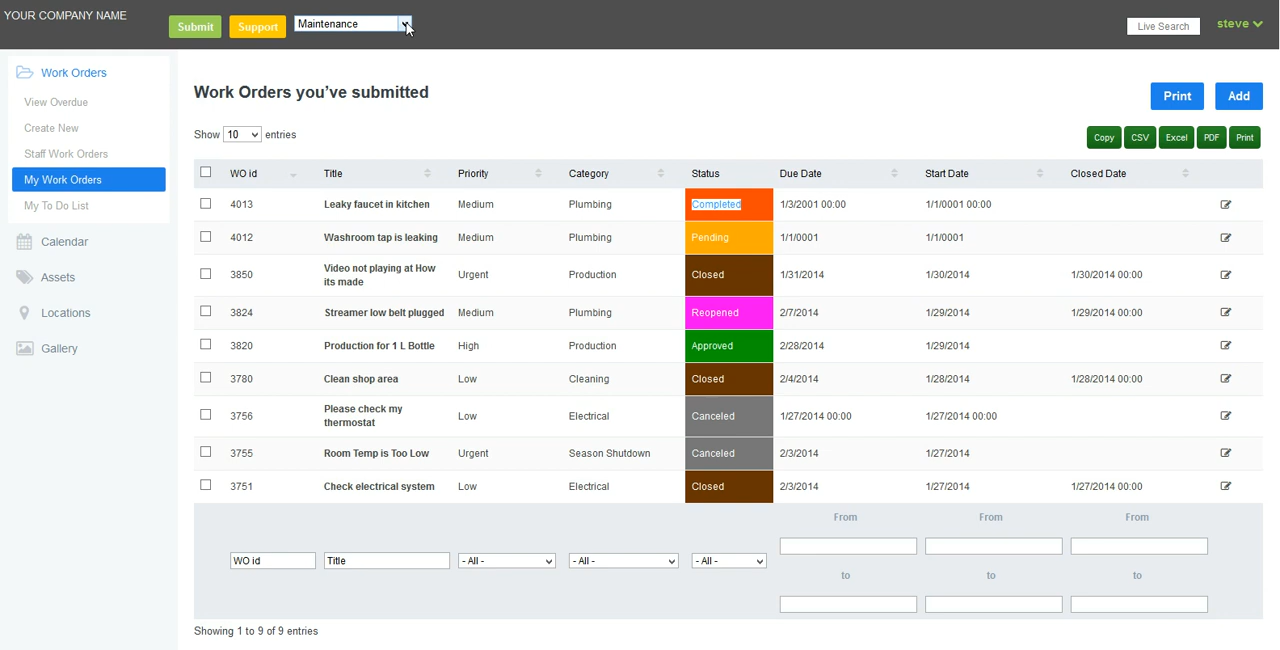 YOUR COMPANY NAME
Submit
Support
Maintenance
Live Search
steve
Work Orders
View Overdue
Create New
Staff Work Orders
My Work Orders
My To Do List
Calendar
Assets
Locations
Gallery
Work Orders you've submitted
Print Add
Show 10 entries
Copy CSV Excel PDF Print
WO id Title Priority Category Status Due Date Start Date Closed Date
4013 Leaky faucet in kitchen Medium Plumbing Completed 1/3/2001 00:00 1/1/0001 00:00
4012 Washroom tap is leaking Medium Plumbing Pending 1/1/0001 1/1/0001
3850 Video not playing at How its made Urgent Production Closed 1/31/2014 1/30/2014 1/30/2014 00:00
3824 Streamer low belt plugged Medium Plumbing Reopened 2/7/2014 1/29/2014 1/29/2014 00:00
3820 Production for 1 L Bottle High Production Approved 2/28/2014 1/29/2014
3780 Clean shop area Low Cleaning Closed 2/4/2014 1/28/2014 1/28/2014 00:00
3756 Please check my thermostat Low Electrical Canceled 1/27/2014 00:00 1/27/2014 00:00
3755 Room Temp is Too Low Urgent Season Shutdown Canceled 2/3/2014 1/27/2014
3751 Check electrical system Low Electrical Closed 2/3/2014 1/27/2014 1/27/2014 00:00
From From From
WO id Title - All - - All - - All -
to to to
Showing 1 to 9 of 9 entries